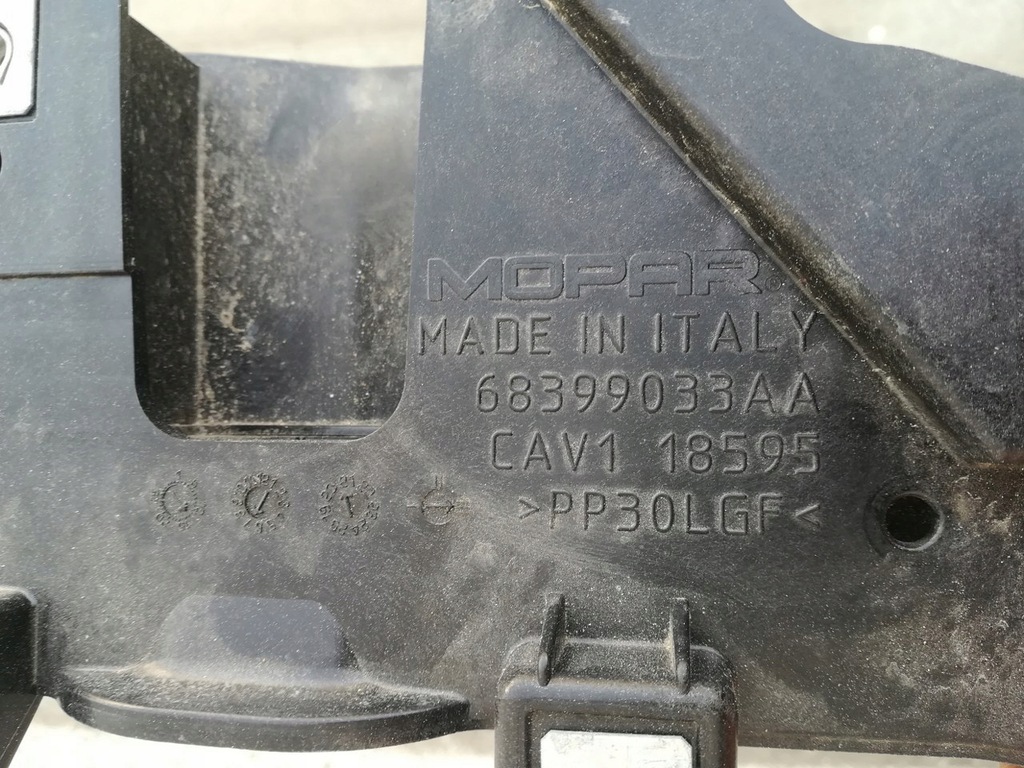 MOPAR®
MADE IN ITALY
68399033AA
CAV1 18595
>PP30LGF<